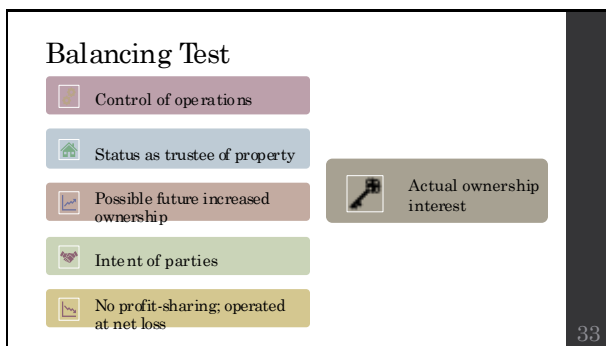 Balancing Test
Control of operations
Status as trustee of property
Possible future increased
ownership
Intent of parties
No profit-sharing; operated
at net loss
Actual ownership
interest
33